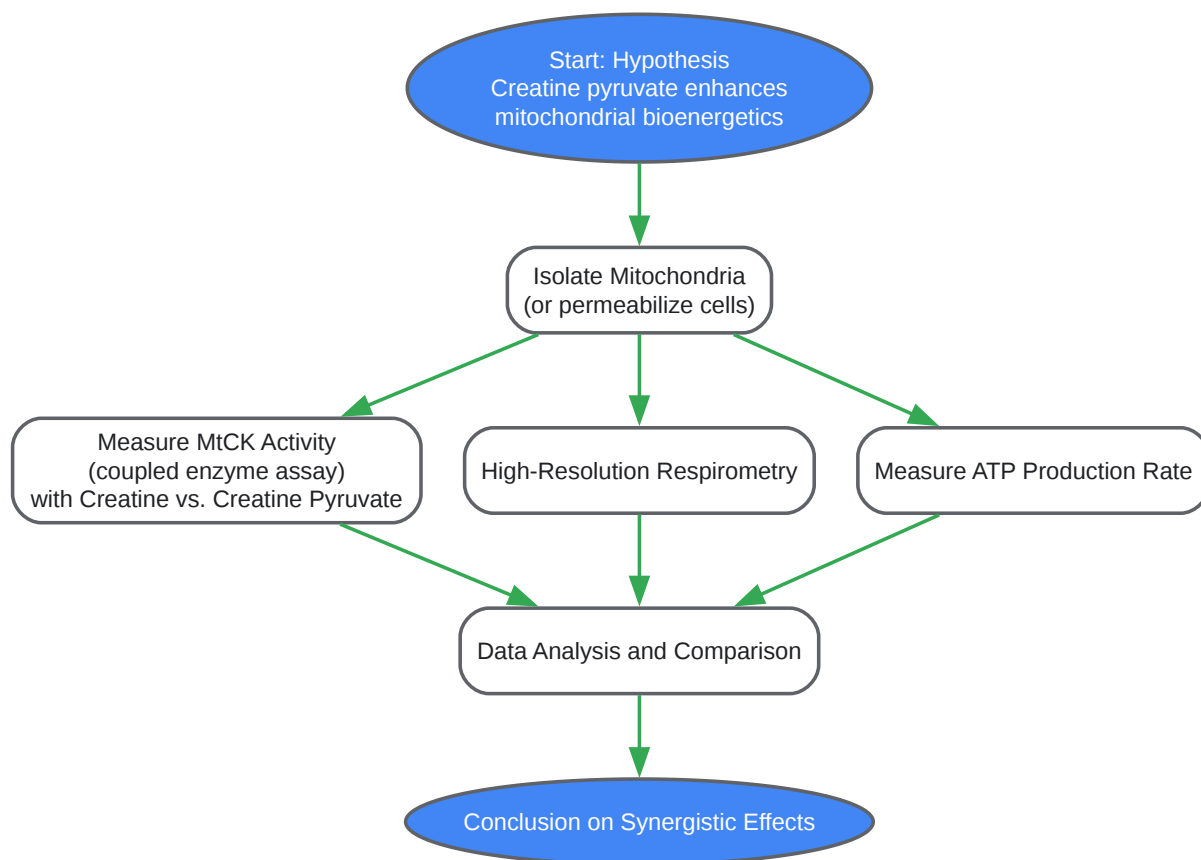 Start: Hypothesis
Creatine pyruvate enhances
mitochondrial bioenergetics
Isolate Mitochondria
(or permeabilize cells)
Measure MtCK Activity
(coupled enzyme assay)
with Creatine vs. Creatine Pyruvate
High-Resolution Respirometry
Measure ATP Production Rate
Data Analysis and Comparison
Conclusion on Synergistic Effects